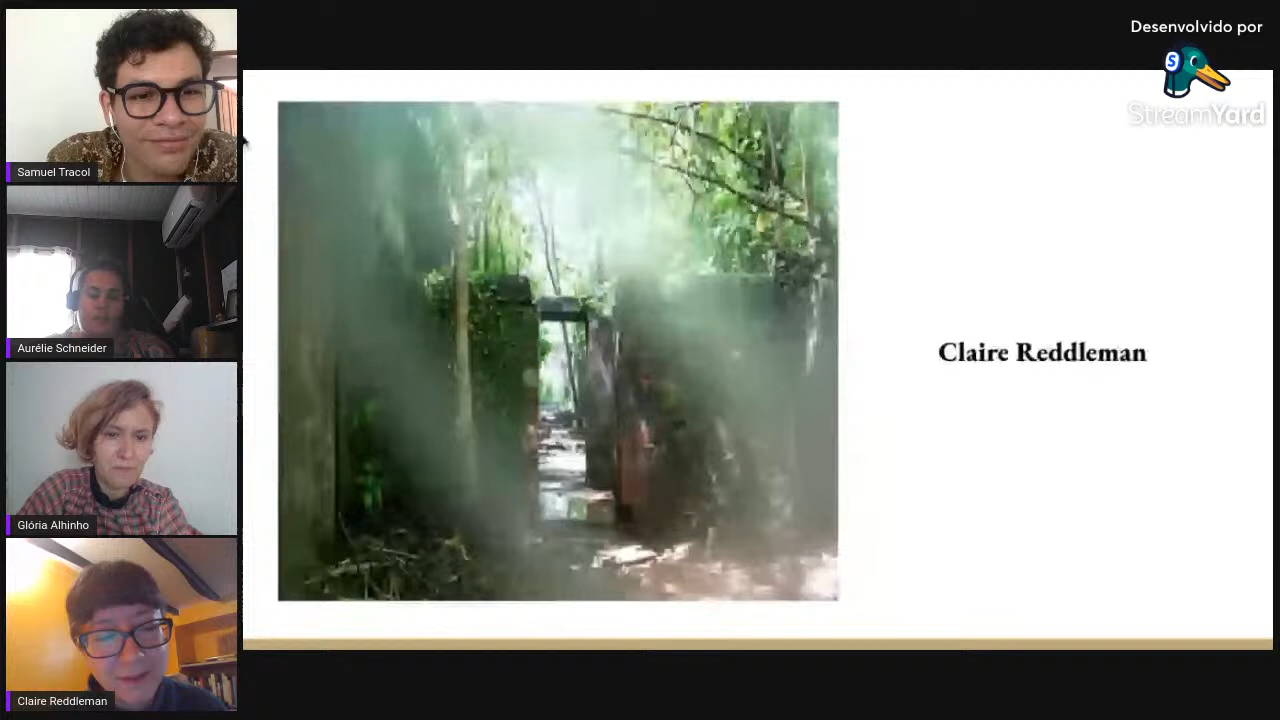 Samuel Tracol
Aurélie Schneider
Glória Alhinho
Claire Reddleman
Claire Reddleman
Desenvolvido por
S
StreamYard